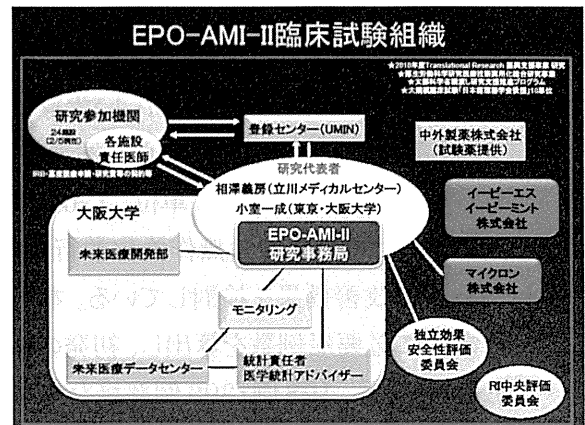 EPO-AMI-II臨床試験組織
研究参加機関
24施設
各施設
責任医師
登録センター(UMIN)
中外製薬株式会社
(試験薬提供)
研究代表者
相澤義房(立川メディカルセンター)
小室一成(東京・大阪大学)
EPO-AMI-II
研究事務局
イーピーエス
イーピーミント
株式会社
マイクロン
株式会社
大阪大学
未来医療開発部
モニタリング
未来医療データセンター
統計責任者
医学統計アドバイザー
独立効果
安全性評価
委員会
RI中央評価
委員会